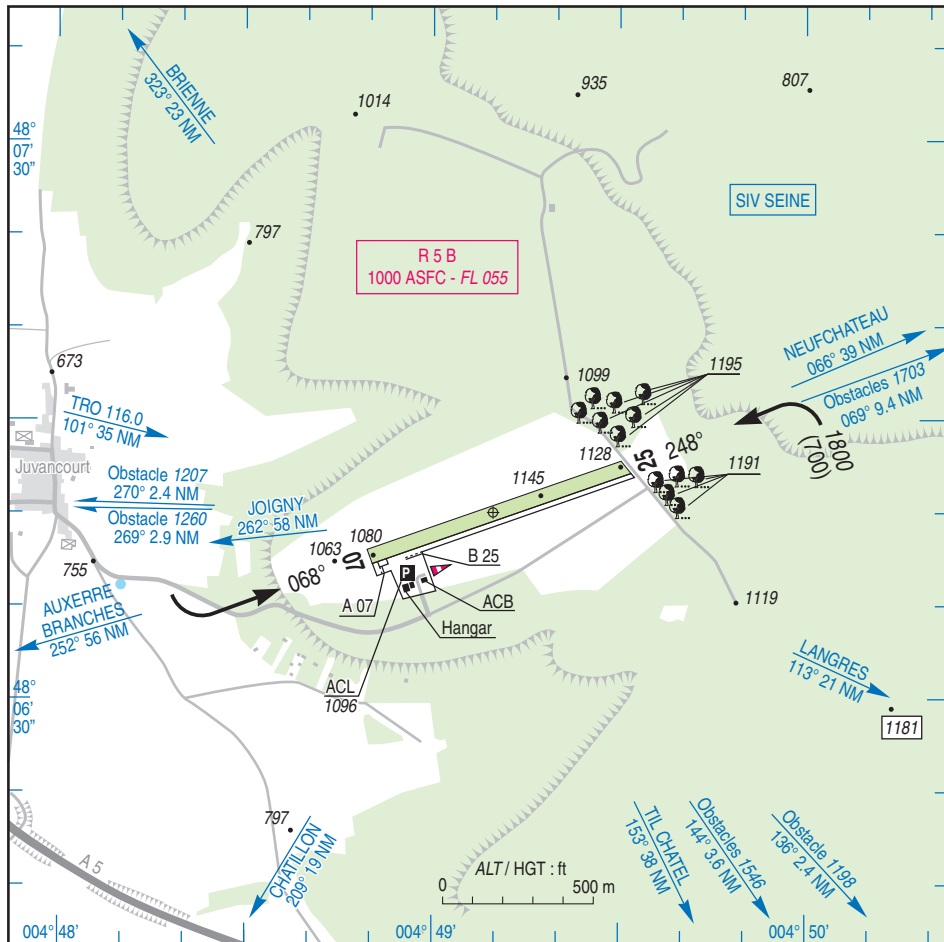 BRIENNE
323° 23 NM
1014
935
807
48°
07'
30”
SIV SEINE
797
R 5 B
1000 ASFC - FL 055
NEUFCHATEAU
066° 39 NM
Obstacles 1703
069° 9.4 NM
673
1099
1195
TRO 116.0
101° 35 NM
1800
(700)
248°
25
1128
1191
Juvancourt
Obstacle 1207
270° 2.4 NM
Obstacle 1260
269° 2.9 NM
1145
JOIGNY
262° 58 NM
1080
1063
07
068°
B 25
755
P
A 07
ACB
Hangar
1119
AUXERRE
BRANCHES
252° 56 NM
ACL
1096
LANGRES
113° 21 NM
48°
06'
30”
1181
797
CHATILLON
209° 19 NM
TIL CHATEL
153° 38 NM
Obstacles 1546
144° 3.6 NM
Obstacle 1198
136° 2.4 NM
A 5
ALT / HGT : ft
0
500 m
004° 48'
004° 49'
004° 50'